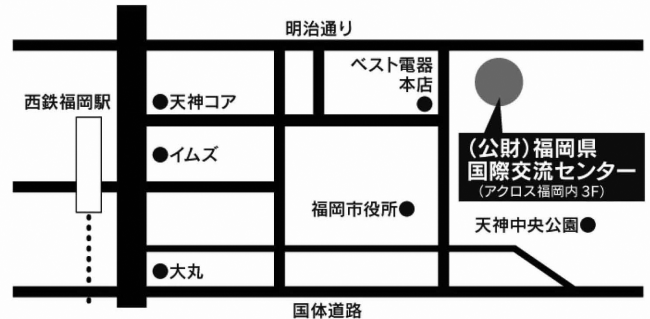 明治通り
ベスト電器
本店
西鉄福岡駅
●天神コア
(公財)福岡県
国際交流センター
(アクロス福岡内3F)
●イムズ
福岡市役所●
天神中央公園●
●大丸
国体道路